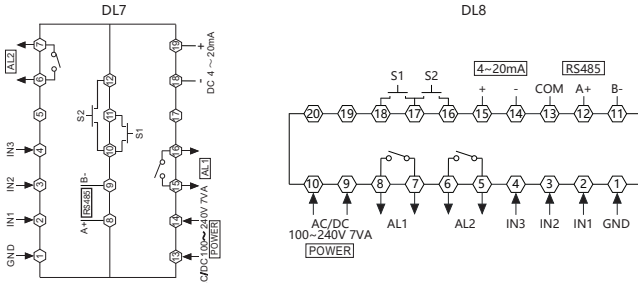 DL7
AL2
7
6
5
IN3
4
IN2
3
IN1
2
GND
1
12
S2
11
S1
10
B-
9
RS485
A+
8
19
+
18
-
DC 4～20mA
17
16
AL1
15
14
13
C/DC 100~240V 7VA
POWER
DL8
S1 S2
4~20mA
RS485
+ - COM A+ B-
20 19 18 17 16 15 14 13 12 11
10 9 8 7 6 5 4 3 2 1
AC/DC AL1 AL2 IN3 IN2 IN1 GND
100~240V 7VA
POWER